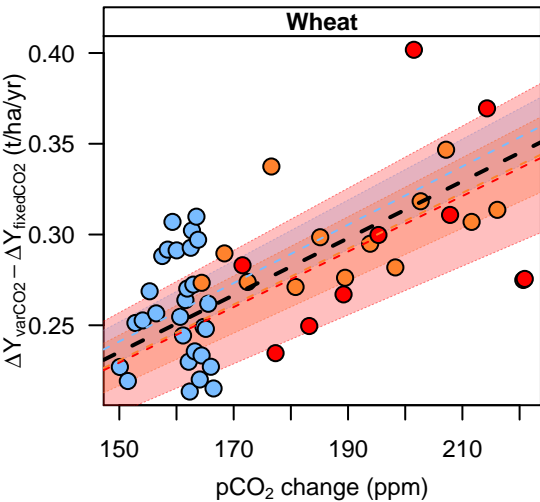 Wheat
ΔY_varCO2 − ΔY_fixedCO2 (t/ha/yr)
0.40
0.35
0.30
0.25
150 170 190 210
pCO₂ change (ppm)